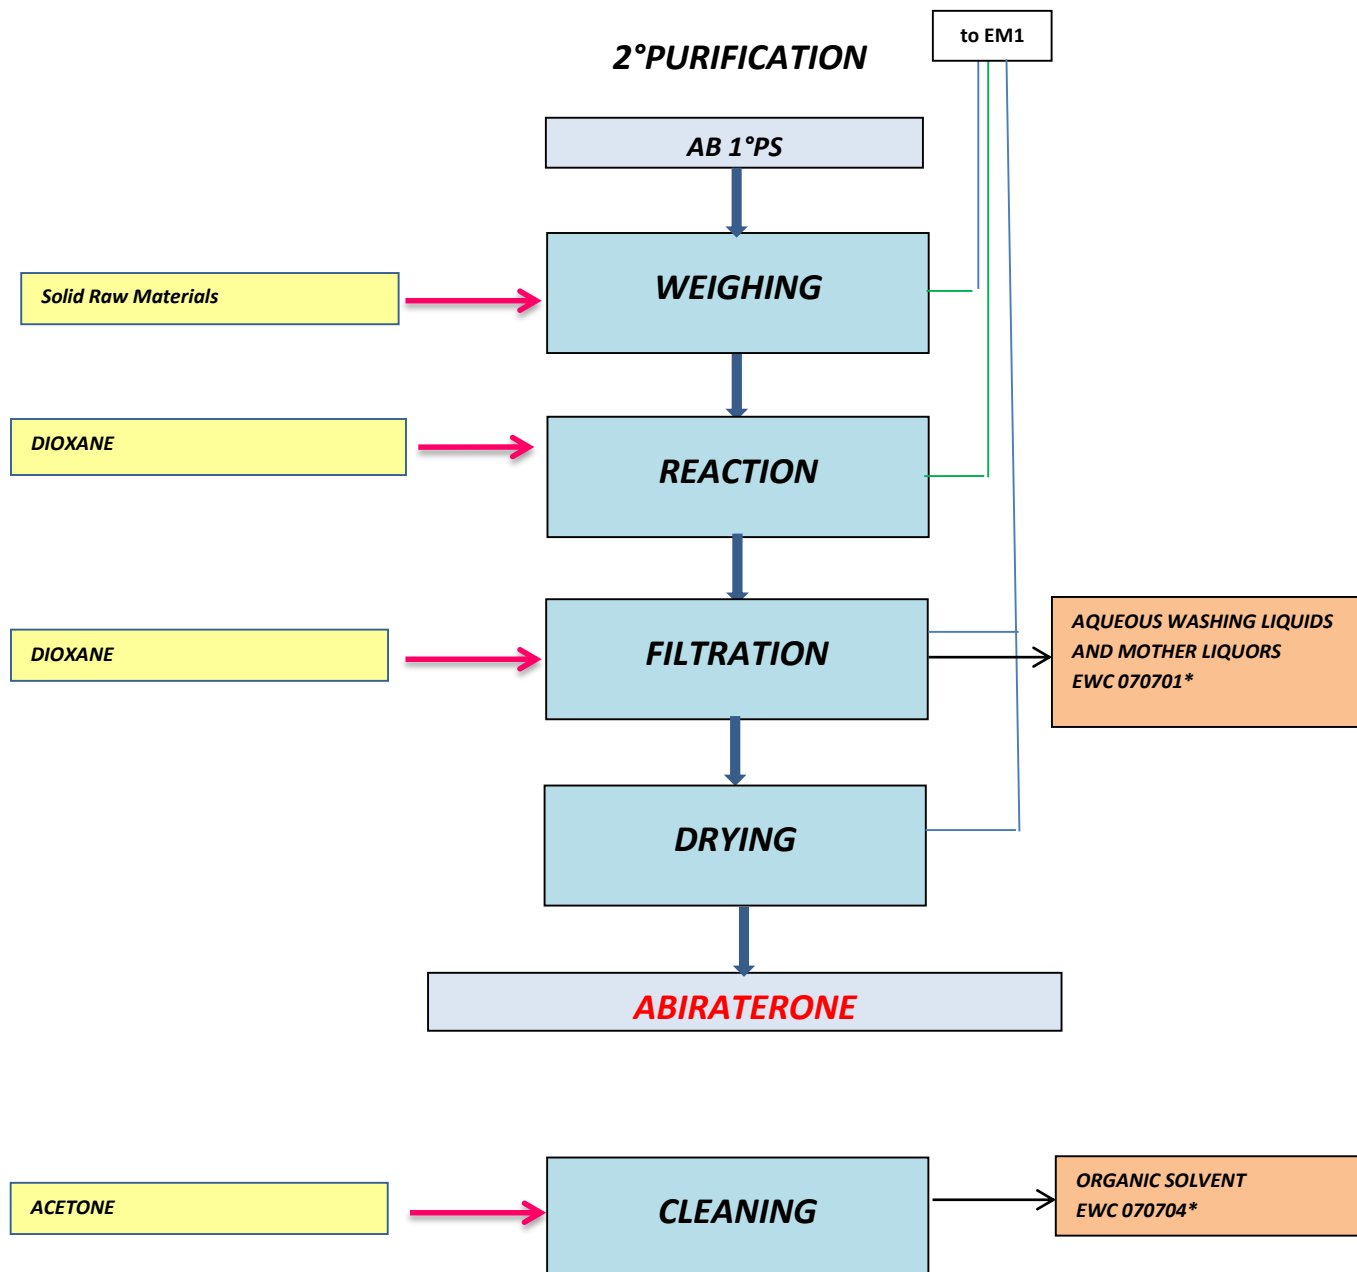 to EM1
2°PURIFICATION
AB 1°PS
WEIGHING
Solid Raw Materials
REACTION
DIOXANE
FILTRATION
DIOXANE
AQUEOUS WASHING LIQUIDS
AND MOTHER LIQUORS
EWC 070701*
DRYING
ABIRATERONE
CLEANING
ACETONE
ORGANIC SOLVENT
EWC 070704*